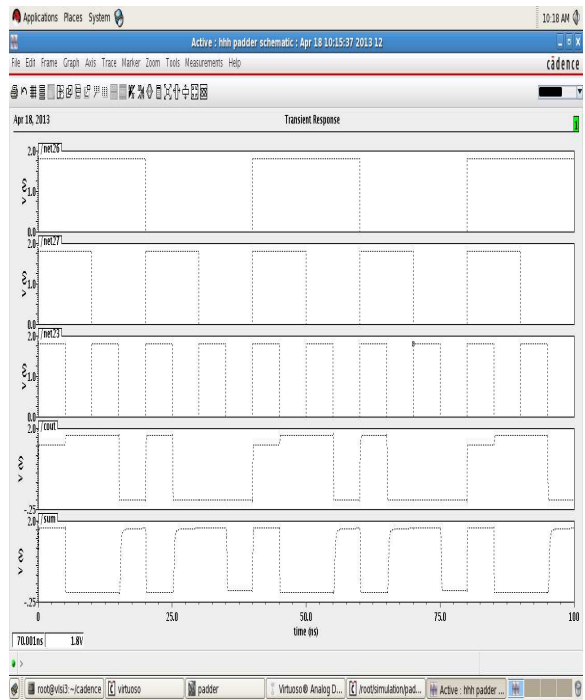 Applications Places System 10:18 AM
Active : hhh padder schematic : Apr 18 10:15:37 2013 12
File Edit Frame Graph Axis Trace Marker Zoom Tools Measurements Help cādence
Apr 18, 2013 Transient Response 1
2.0 /net26
V (V) 1.0
0.0
2.0 /net27
V (V) 1.0
0.0
2.0 /net23
V (V) 1.0
0.0
2.0 /cout
V (V)
-.25
2.0 /sum
V (V)
-.25
0 25.0 50.0 75.0 100
time (ns)
70.001ns 1.8V
>
root@vlsi3:~/cadence virtuoso padder Virtuoso® Analog D... /root/simulation/pad... Active : hhh padder ...